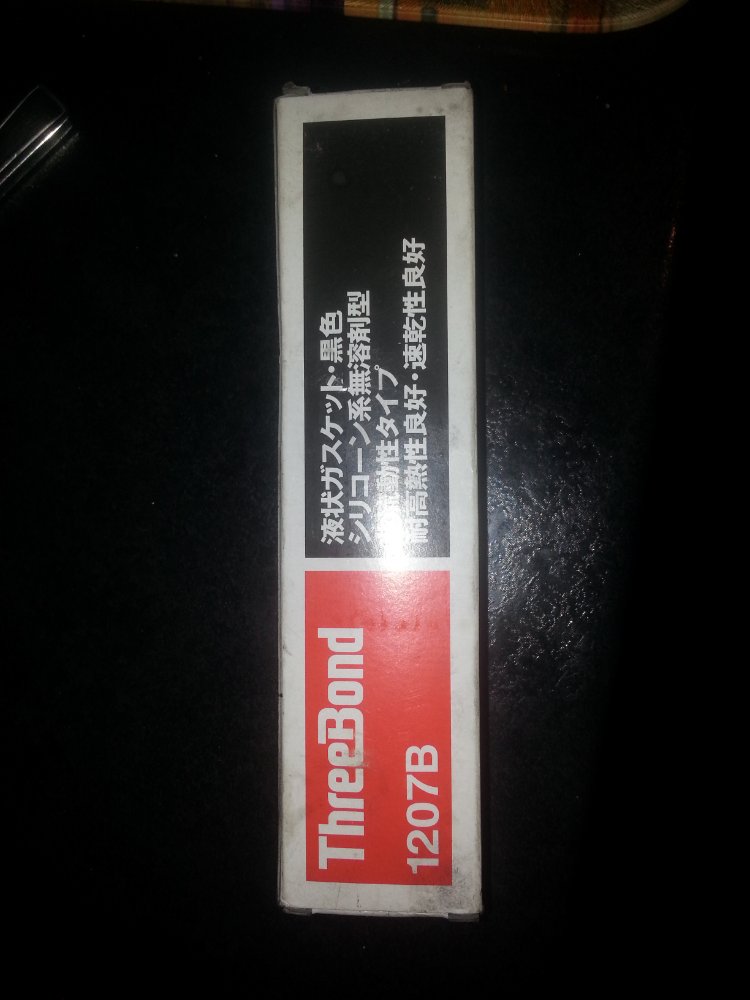 ThreeBond
1207B
液状ガスケット・黒色
シリコーン系無溶剤型
動性タイプ
耐高熱性良好・速乾性良好